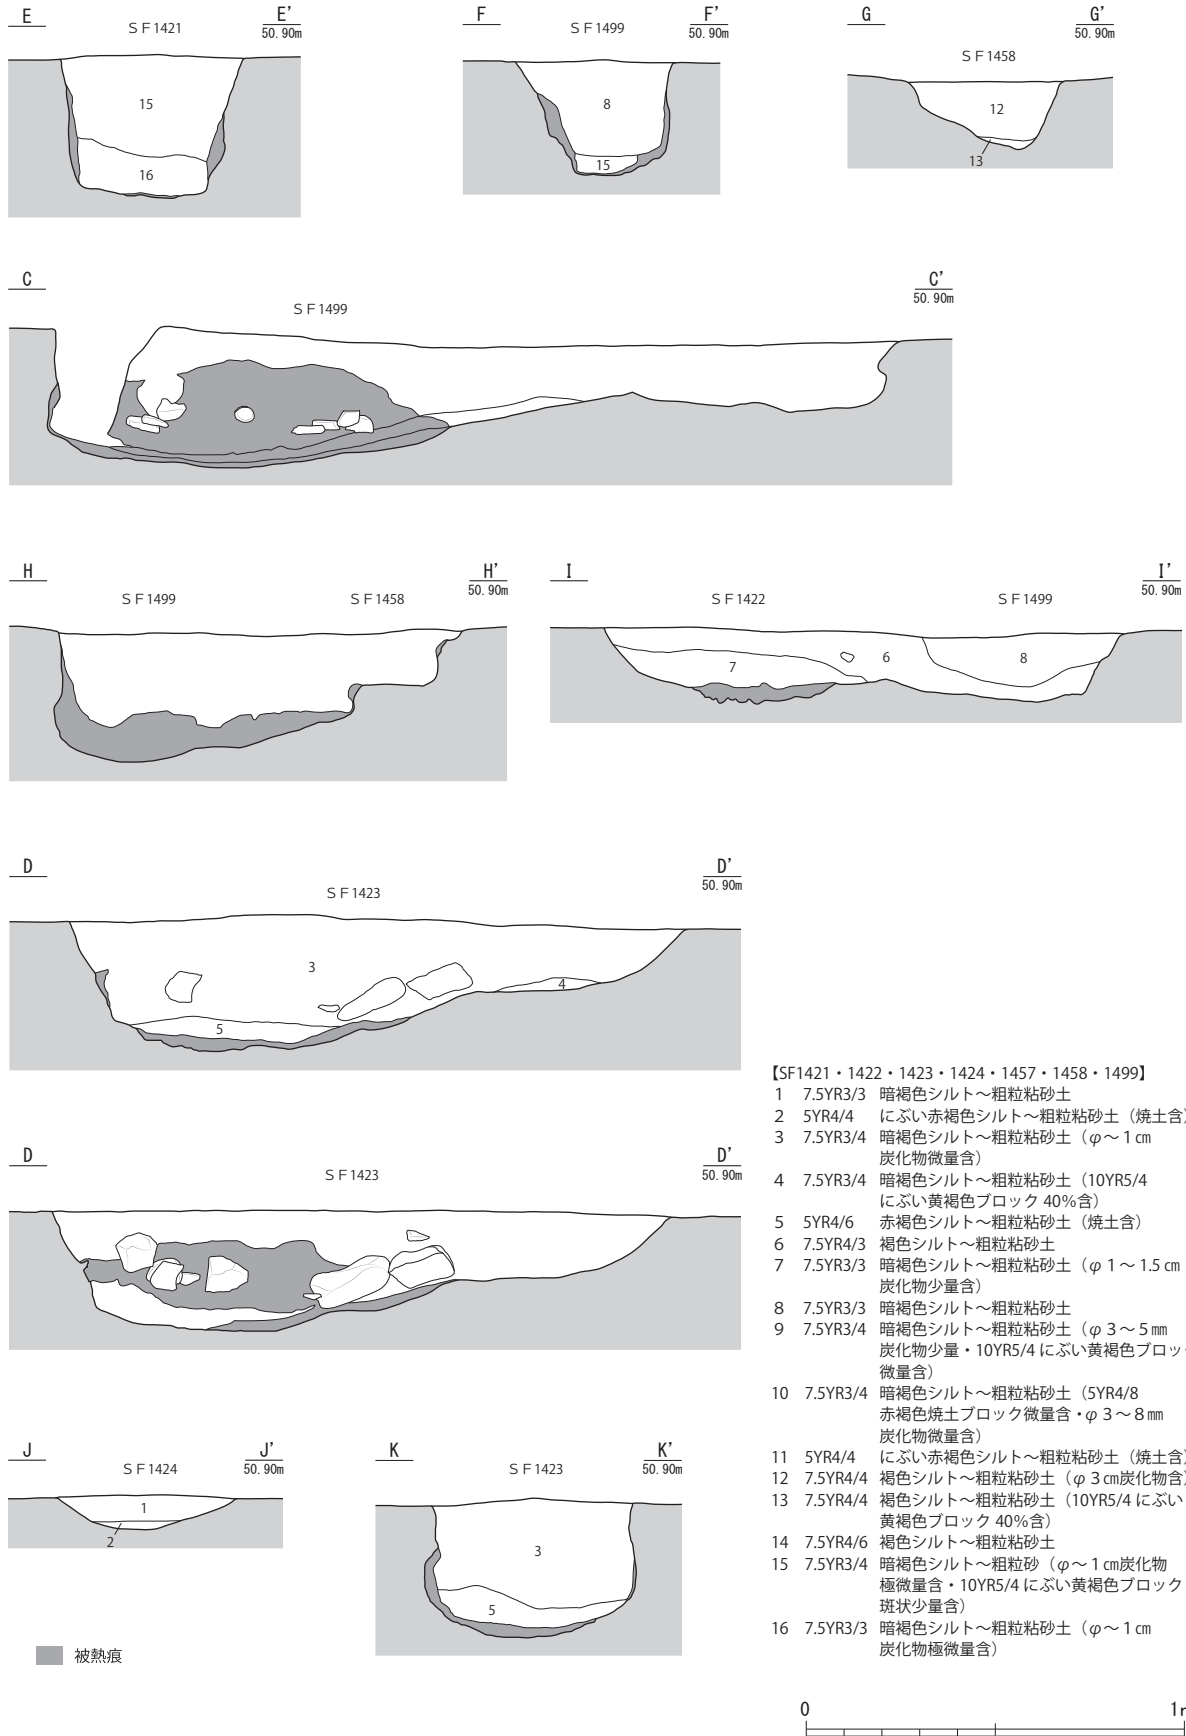 E E'
ＳＦ1421 50.90m
15
16
F F'
ＳＦ1499 50.90m
8
15
G G'
50.90m
ＳＦ1458
12
13
C C'
50.90m
ＳＦ1499
H H'
50.90m
ＳＦ1499 ＳＦ1458
I I'
50.90m
ＳＦ1422 ＳＦ1499
7 6 8
D D'
50.90m
ＳＦ1423
3
4
5
D D'
ＳＦ1423 50.90m
J J'
ＳＦ1424 50.90m
1
2
K K'
ＳＦ1423 50.90m
3
5
被熱痕
【SF1421・1422・1423・1424・1457・1458・1499】
1 7.5YR3/3 暗褐色シルト～粗粒粘砂土
2 5YR4/4 にぶい赤褐色シルト～粗粒粘砂土（焼土含）
3 7.5YR3/4 暗褐色シルト～粗粒粘砂土（φ～1㎝
炭化物微量含）
4 7.5YR3/4 暗褐色シルト～粗粒粘砂土（10YR5/4
にぶい黄褐色ブロック 40%含）
5 5YR4/6 赤褐色シルト～粗粒粘砂土（焼土含）
6 7.5YR4/3 褐色シルト～粗粒粘砂土
7 7.5YR3/3 暗褐色シルト～粗粒粘砂土（φ1～1.5㎝
炭化物少量含）
8 7.5YR3/3 暗褐色シルト～粗粒粘砂土
9 7.5YR3/4 暗褐色シルト～粗粒粘砂土（φ3～5㎜
炭化物少量・10YR5/4 にぶい黄褐色ブロッ
微量含）
10 7.5YR3/4 暗褐色シルト～粗粒粘砂土（5YR4/8
赤褐色焼土ブロック微量含・φ3～8㎜
炭化物微量含）
11 5YR4/4 にぶい赤褐色シルト～粗粒粘砂土（焼土含）
12 7.5YR4/4 褐色シルト～粗粒粘砂土（φ3㎝炭化物含）
13 7.5YR4/4 褐色シルト～粗粒粘砂土（10YR5/4 にぶい
黄褐色ブロック 40%含）
14 7.5YR4/6 褐色シルト～粗粒粘砂土
15 7.5YR3/4 暗褐色シルト～粗粒砂（φ～1㎝炭化物
極微量含・10YR5/4 にぶい黄褐色ブロック
斑状少量含）
16 7.5YR3/3 暗褐色シルト～粗粒粘砂土（φ～1㎝
炭化物極微量含）
0 1